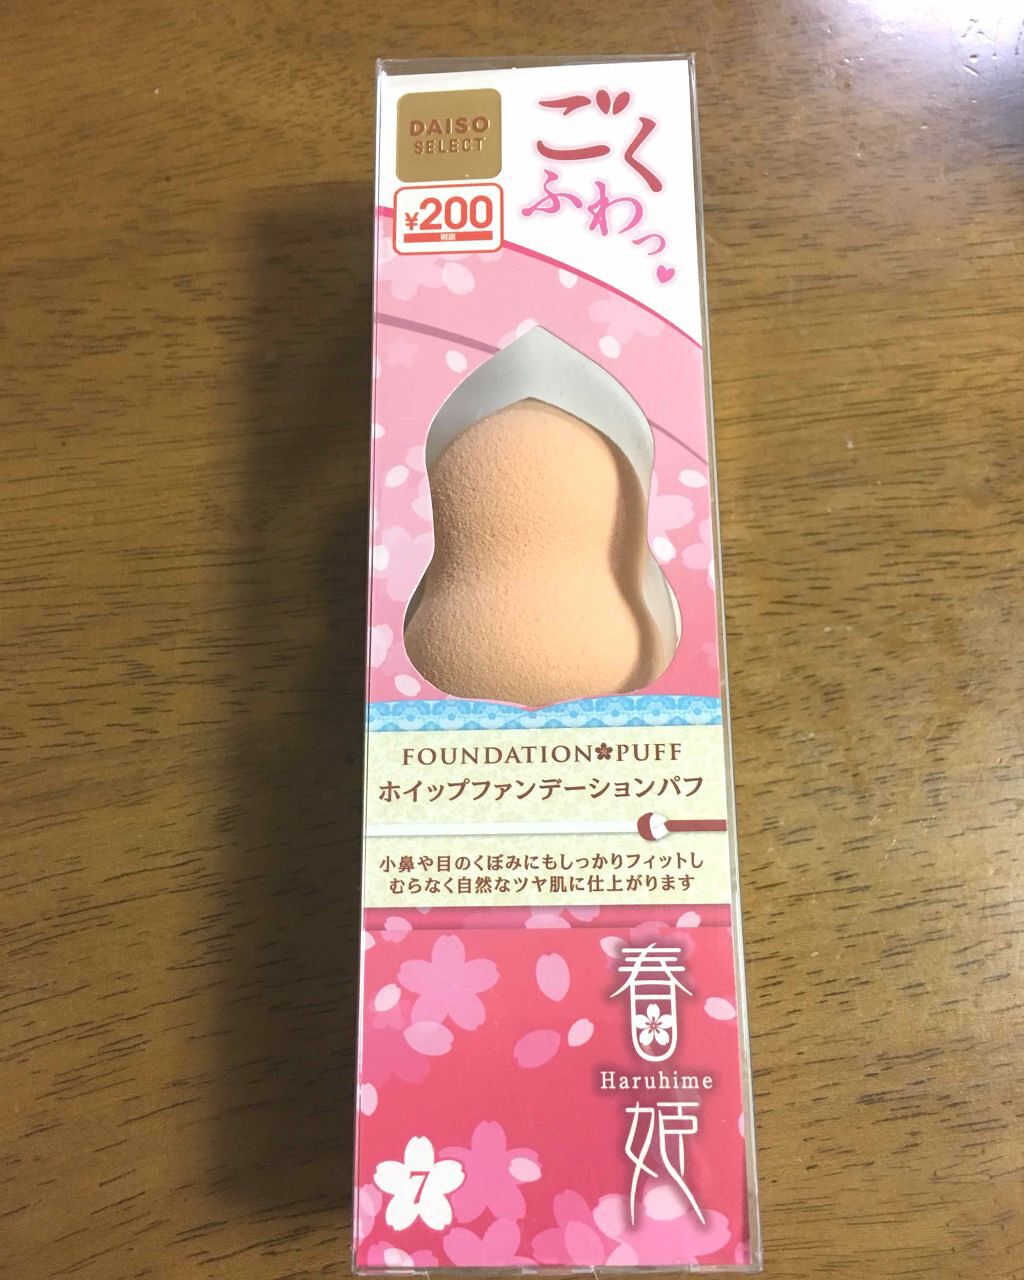 DAISO
SELECT
¥200
税抜
ごく
ふわっ
FOUNDATION PUFF
ホイップファンデーションパフ
小鼻や目のくぼみにもしっかりフィットし
むらなく自然なツヤ肌に仕上がります
春
Haruhime
姫
7